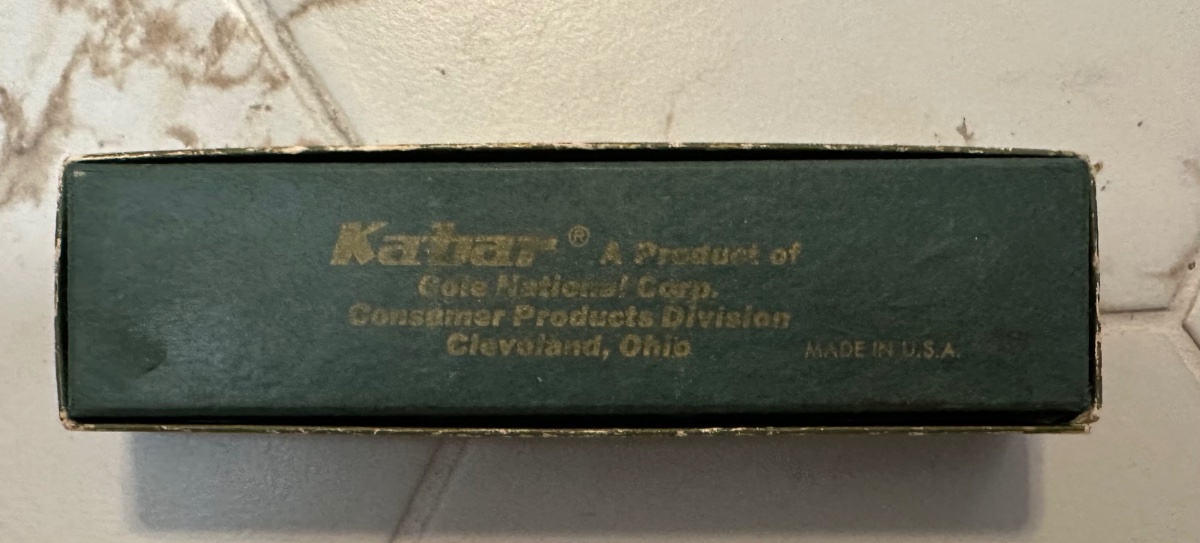 Kabar® A Product of
Cole National Corp.
Consumer Products Division
Cleveland, Ohio
MADE IN U.S.A.